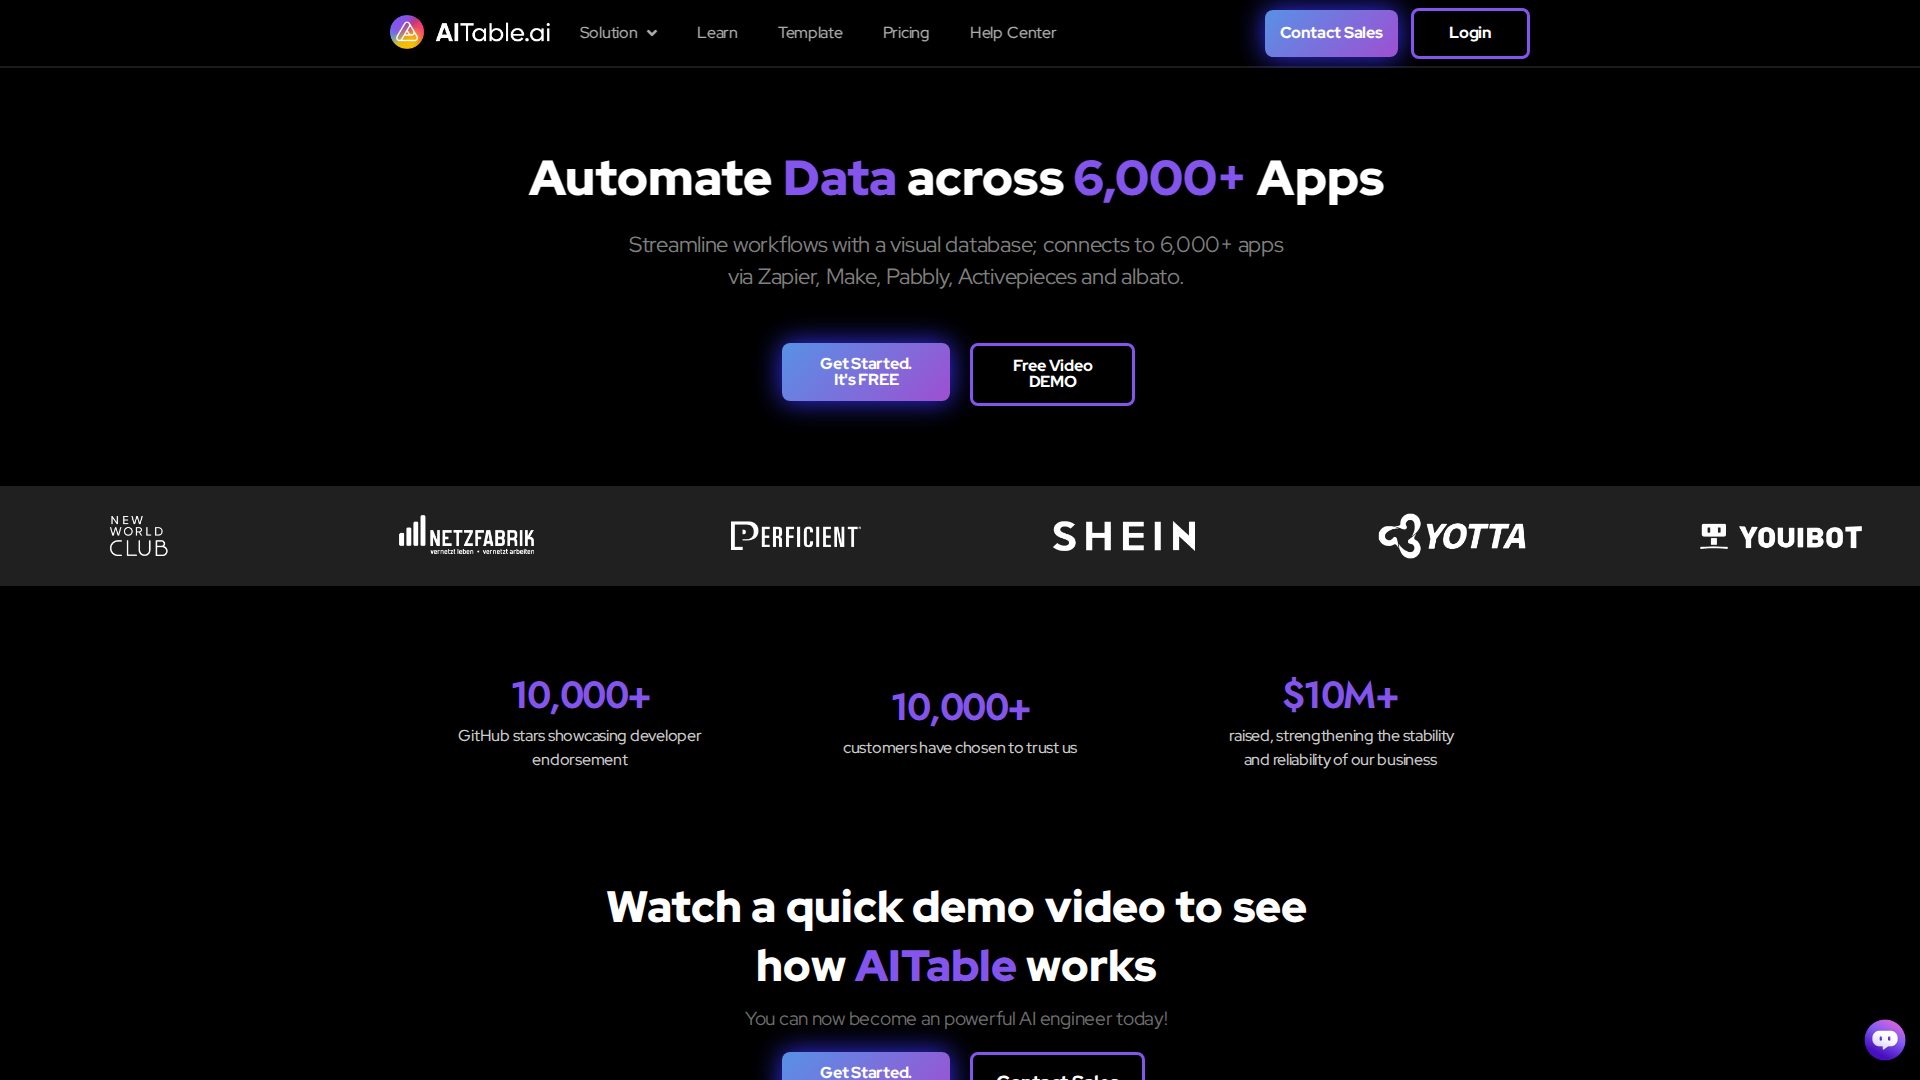 AITable.ai
Solution
Learn
Template
Pricing
Help Center
Contact Sales
Login
Automate Data across 6,000+ Apps
Streamline workflows with a visual database; connects to 6,000+ apps
via Zapier, Make, Pabbly, Activepieces and albato.
Get Started.
It's FREE
Free Video
DEMO
NEW
WORLD
CLUB
NETZFABRIK
vernetzt leben • vernetzt arbeiten
PERFICIENT
SHEIN
YOTTA
YOUIBOT
10,000+
GitHub stars showcasing developer
endorsement
10,000+
customers have chosen to trust us
$10M+
raised, strengthening the stability
and reliability of our business
Watch a quick demo video to see
how AITable works
You can now become an powerful AI engineer today!
Get Started.
Contact Sales